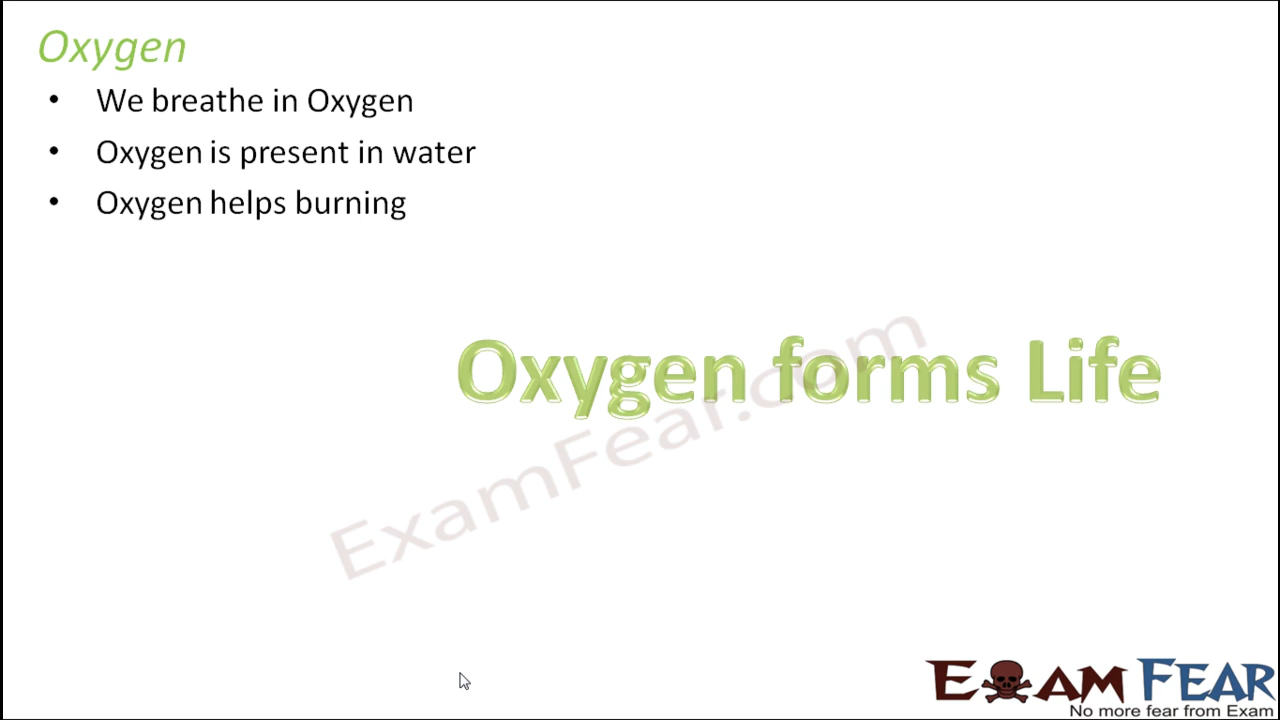 Oxygen
• We breathe in Oxygen
• Oxygen is present in water
• Oxygen helps burning
Oxygen forms Life
ExamFear.com
EXAM FEAR
No more fear from Exam